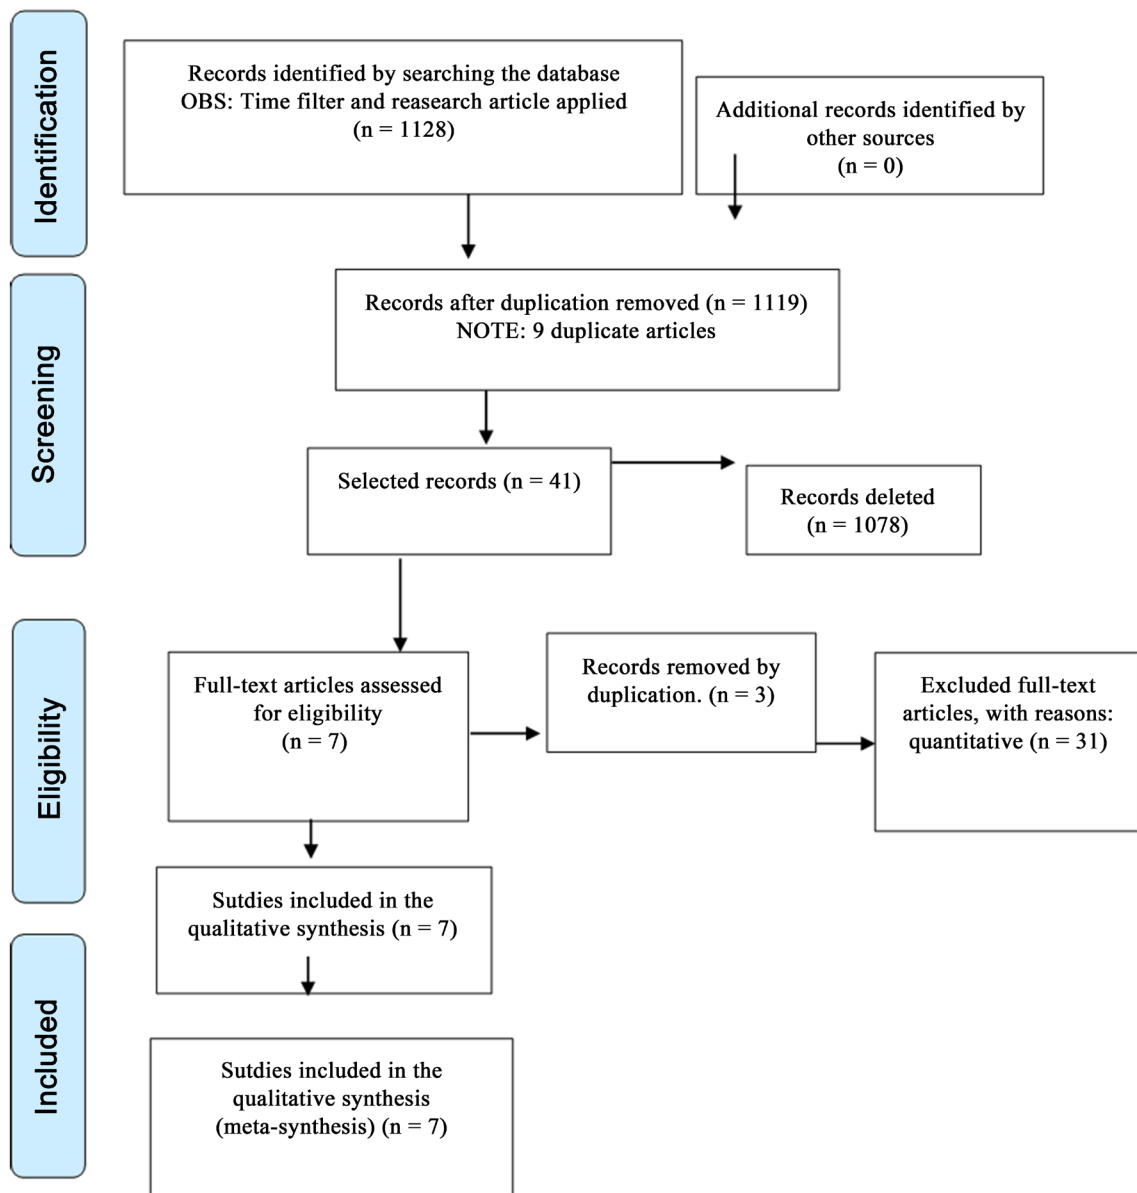 Identification
Records identified by searching the database
OBS: Time filter and reasearch article applied
(n = 1128)
Additional records identified by
other sources
(n = 0)
Screening
Records after duplication removed (n = 1119)
NOTE: 9 duplicate articles
Selected records (n = 41)
Records deleted
(n = 1078)
Eligibility
Full-text articles assessed
for eligibility
(n = 7)
Records removed by
duplication. (n = 3)
Excluded full-text
articles, with reasons:
quantitative (n = 31)
Sutdies included in the
qualitative synthesis (n = 7)
Included
Sutdies included in the
qualitative synthesis
(meta-synthesis) (n = 7)